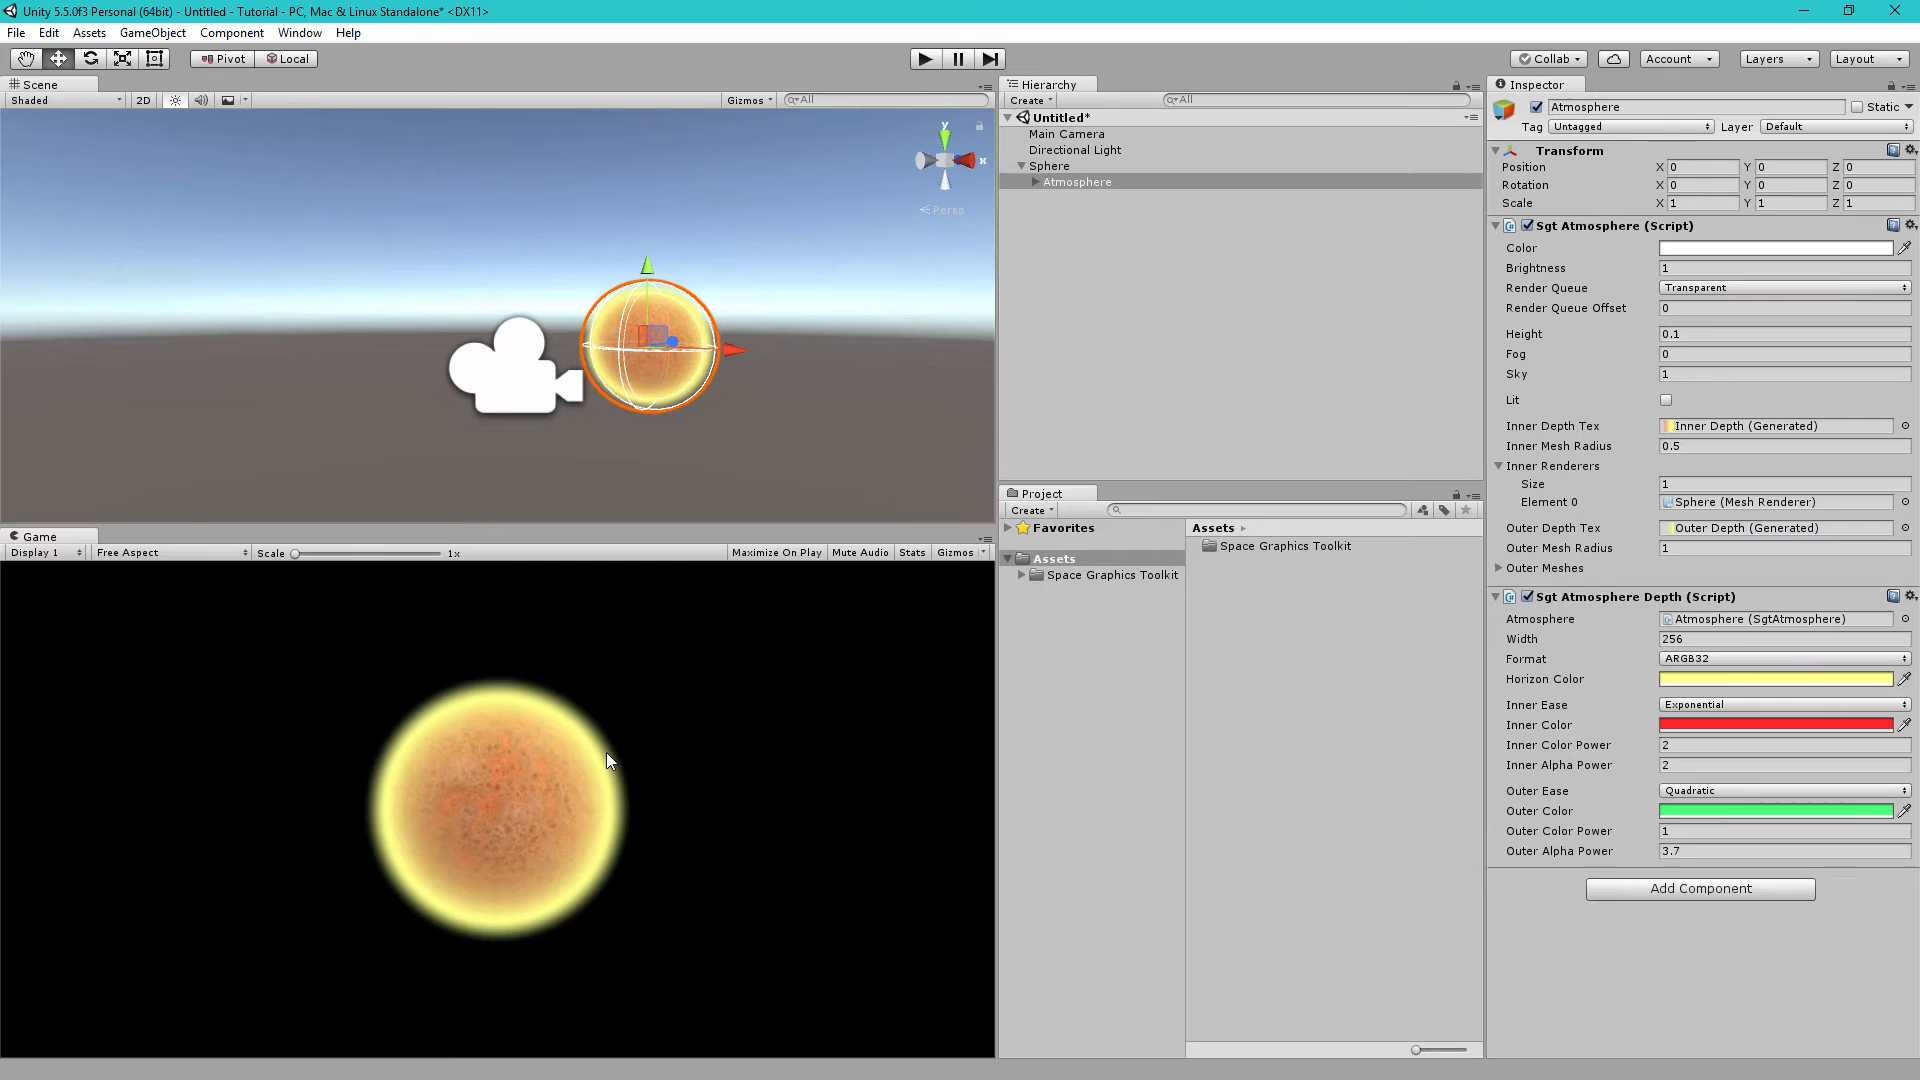 Unity 5.5.0f3 Personal (64bit) - Untitled - Tutorial - PC, Mac & Linux Standalone* <DX11>
File Edit Assets GameObject Component Window Help
Pivot Local Collab Account Layers Layout
Scene
Shaded 2D Gizmos All
y
x
Persp
Hierarchy
Create All
Untitled*
Main Camera
Directional Light
Sphere
Atmosphere
Game
Display 1 Free Aspect Scale 1x Maximize On Play Mute Audio Stats Gizmos
Project
Create
Favorites
Assets
Space Graphics Toolkit
Assets
Space Graphics Toolkit
Inspector
Atmosphere Static
Tag Untagged Layer Default
Transform
Position X 0 Y 0 Z 0
Rotation X 0 Y 0 Z 0
Scale X 1 Y 1 Z 1
Sgt Atmosphere (Script)
Color
Brightness 1
Render Queue Transparent
Render Queue Offset 0
Height 0.1
Fog 0
Sky 1
Lit
Inner Depth Tex Inner Depth (Generated)
Inner Mesh Radius 0.5
Inner Renderers
Size 1
Element 0 Sphere (Mesh Renderer)
Outer Depth Tex Outer Depth (Generated)
Outer Mesh Radius 1
Outer Meshes
Sgt Atmosphere Depth (Script)
Atmosphere Atmosphere (SgtAtmosphere)
Width 256
Format ARGB32
Horizon Color
Inner Ease Exponential
Inner Color
Inner Color Power 2
Inner Alpha Power 2
Outer Ease Quadratic
Outer Color
Outer Color Power 1
Outer Alpha Power 3.7
Add Component